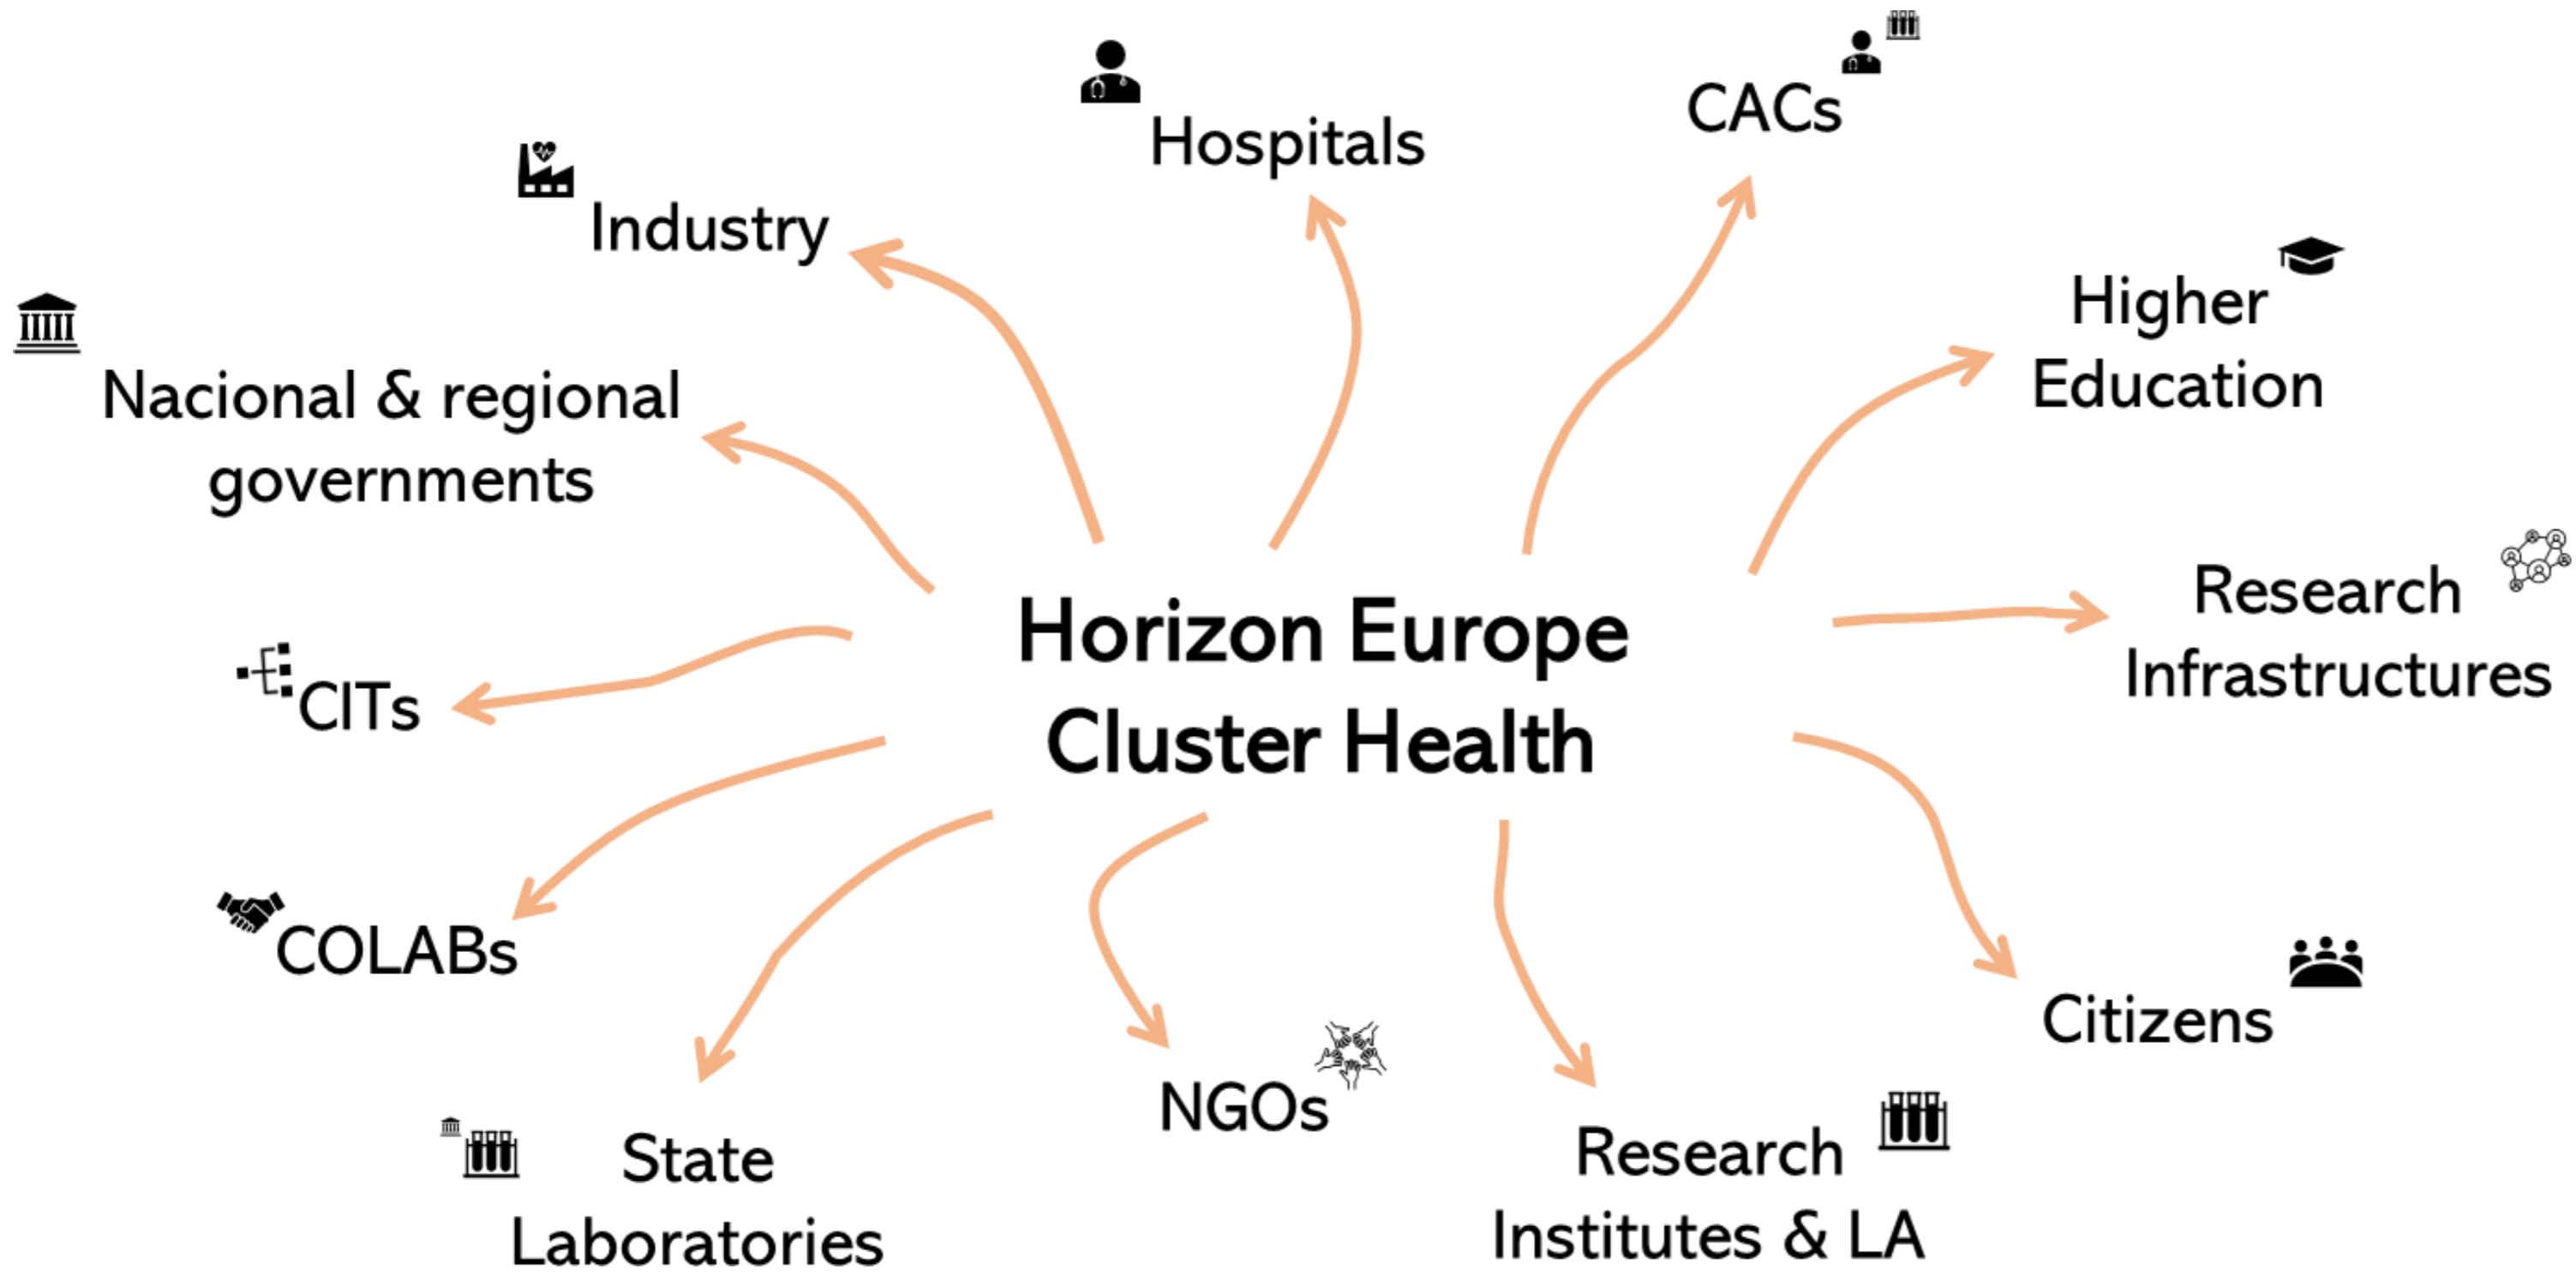 CACs
Hospitals
Industry
Higher
Education
Nacional & regional
governments
Research
Infrastructures
Horizon Europe
Cluster Health
CITs
COLABs
Citizens
NGOs
State
Laboratories
Research
Institutes & LA